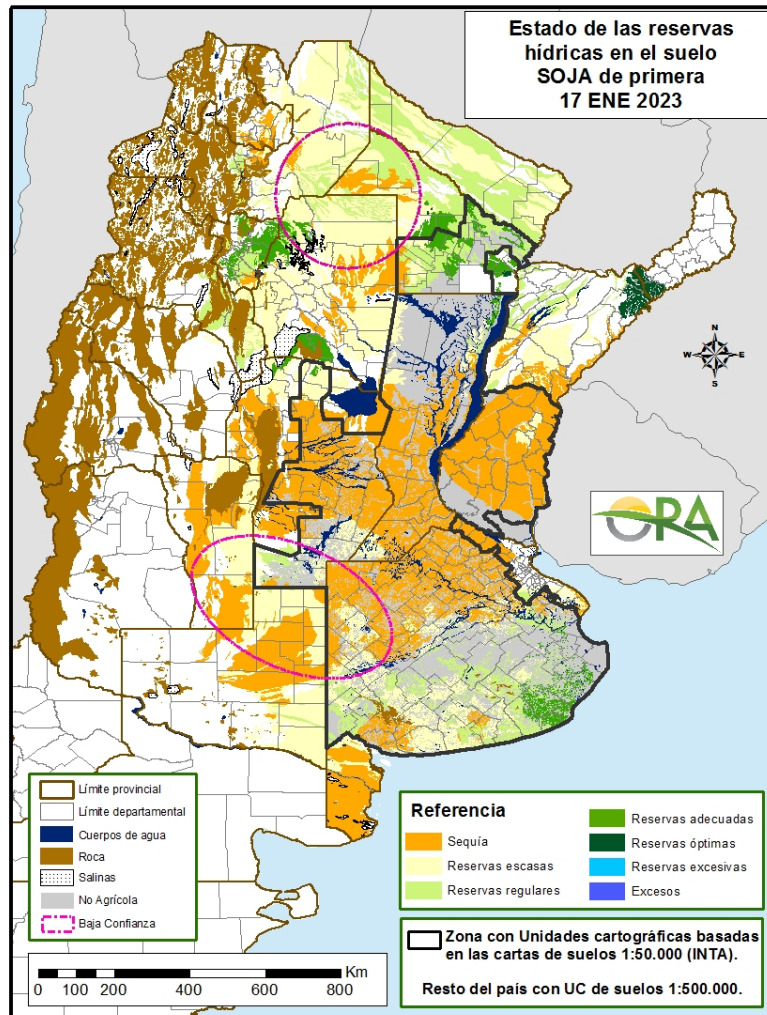 Estado de las reservas
hídricas en el suelo
SOJA de primera
17 ENE 2023
N
W
E
S
ORA
Límite provincial
Límite departamental
Cuerpos de agua
Roca
Salinas
No Agrícola
Baja Confianza
Referencia
Sequía
Reservas escasas
Reservas regulares
Reservas adecuadas
Reservas óptimas
Reservas excesivas
Excesos
Zona con Unidades cartográficas basadas
en las cartas de suelos 1:50.000 (INTA).
Resto del país con UC de suelos 1:500.000.
Km
0 100 200 400 600 800